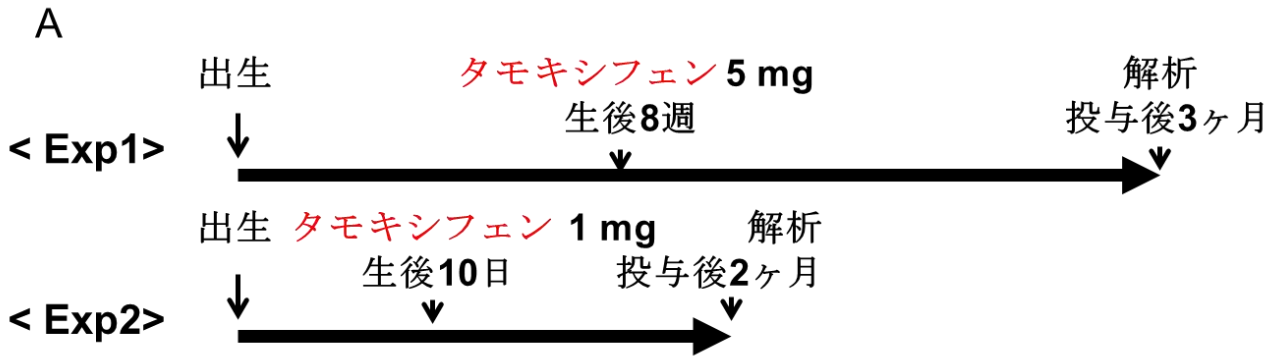 A
出生 タモキシフェン 5 mg 解析
生後8週 投与後3ヶ月
< Exp1>
出生 タモキシフェン 1 mg 解析
生後10日 投与後2ヶ月
< Exp2>